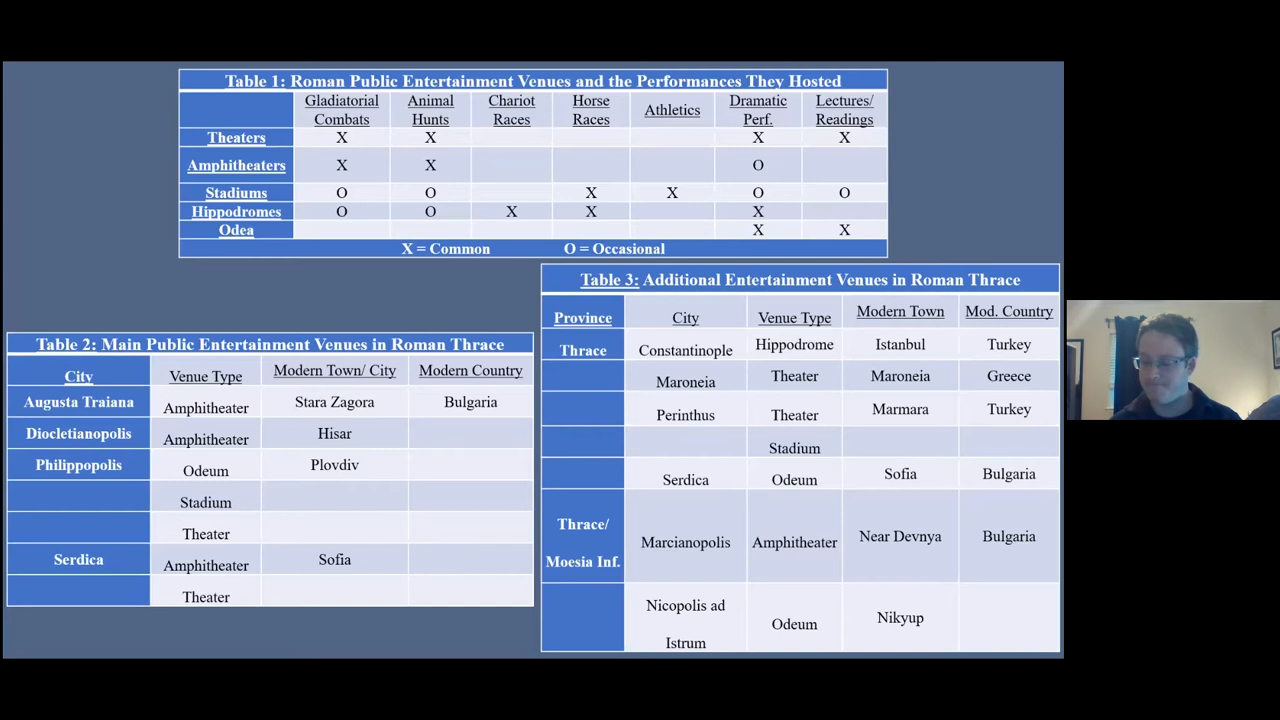 Table 1: Roman Public Entertainment Venues and the Performances They Hosted
Gladiatorial Combats Animal Hunts Chariot Races Horse Races Athletics Dramatic Perf. Lectures/ Readings
Theaters X X X X
Amphitheaters X X O
Stadiums O O X X O O
Hippodromes O O X X X
Odea X X
X = Common O = Occasional
Table 2: Main Public Entertainment Venues in Roman Thrace
City Venue Type Modern Town/ City Modern Country
Augusta Traiana Amphitheater Stara Zagora Bulgaria
Diocletianopolis Amphitheater Hisar
Philippopolis Odeum Plovdiv
Stadium
Theater
Serdica Amphitheater Sofia
Theater
Table 3: Additional Entertainment Venues in Roman Thrace
Province City Venue Type Modern Town Mod. Country
Thrace Constantinople Hippodrome Istanbul Turkey
Maroneia Theater Maroneia Greece
Perinthus Theater Marmara Turkey
Stadium
Serdica Odeum Sofia Bulgaria
Thrace/ Moesia Inf. Marcianopolis Amphitheater Near Devnya Bulgaria
Nicopolis ad Istrum Odeum Nikyup